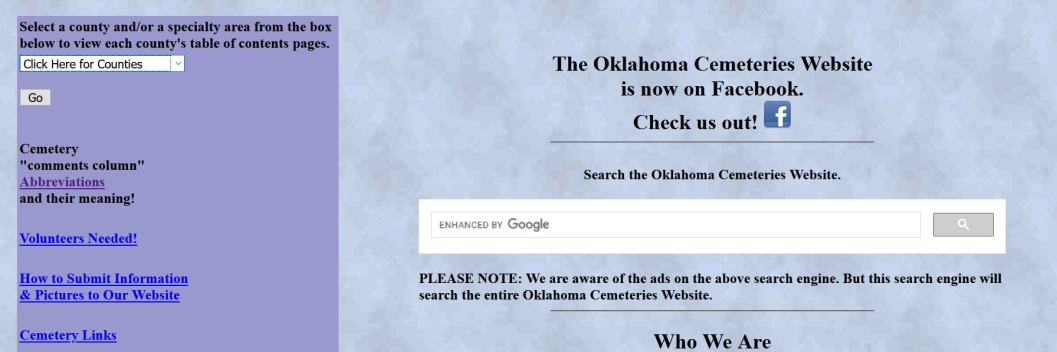 Select a county and/or a specialty area from the box
below to view each county's table of contents pages.
Click Here for Counties
Go
Cemetery
"comments column"
Abbreviations
and their meaning!
Volunteers Needed!
How to Submit Information
& Pictures to Our Website
Cemetery Links
The Oklahoma Cemeteries Website
is now on Facebook.
Check us out! f
Search the Oklahoma Cemeteries Website.
ENHANCED BY Google
PLEASE NOTE: We are aware of the ads on the above search engine. But this search engine will
search the entire Oklahoma Cemeteries Website.
Who We Are